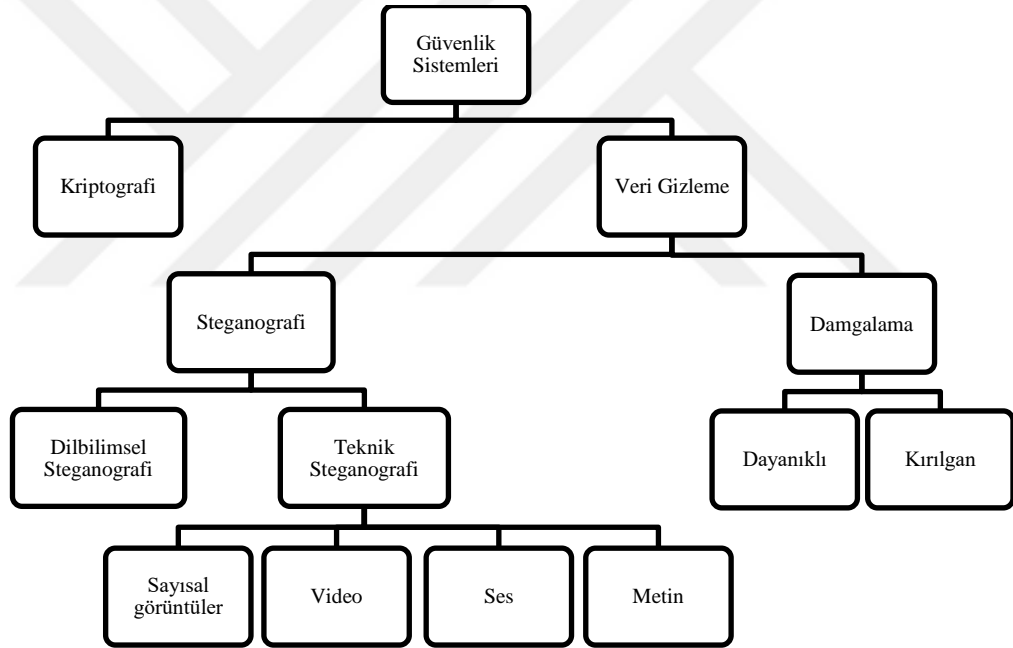 Güvenlik
Sistemleri
Kriptografi
Veri Gizleme
Steganografi
Damgalama
Dilbilimsel
Steganografi
Teknik
Steganografi
Dayanıklı
Kırılgan
Sayısal
görüntüler
Video
Ses
Metin